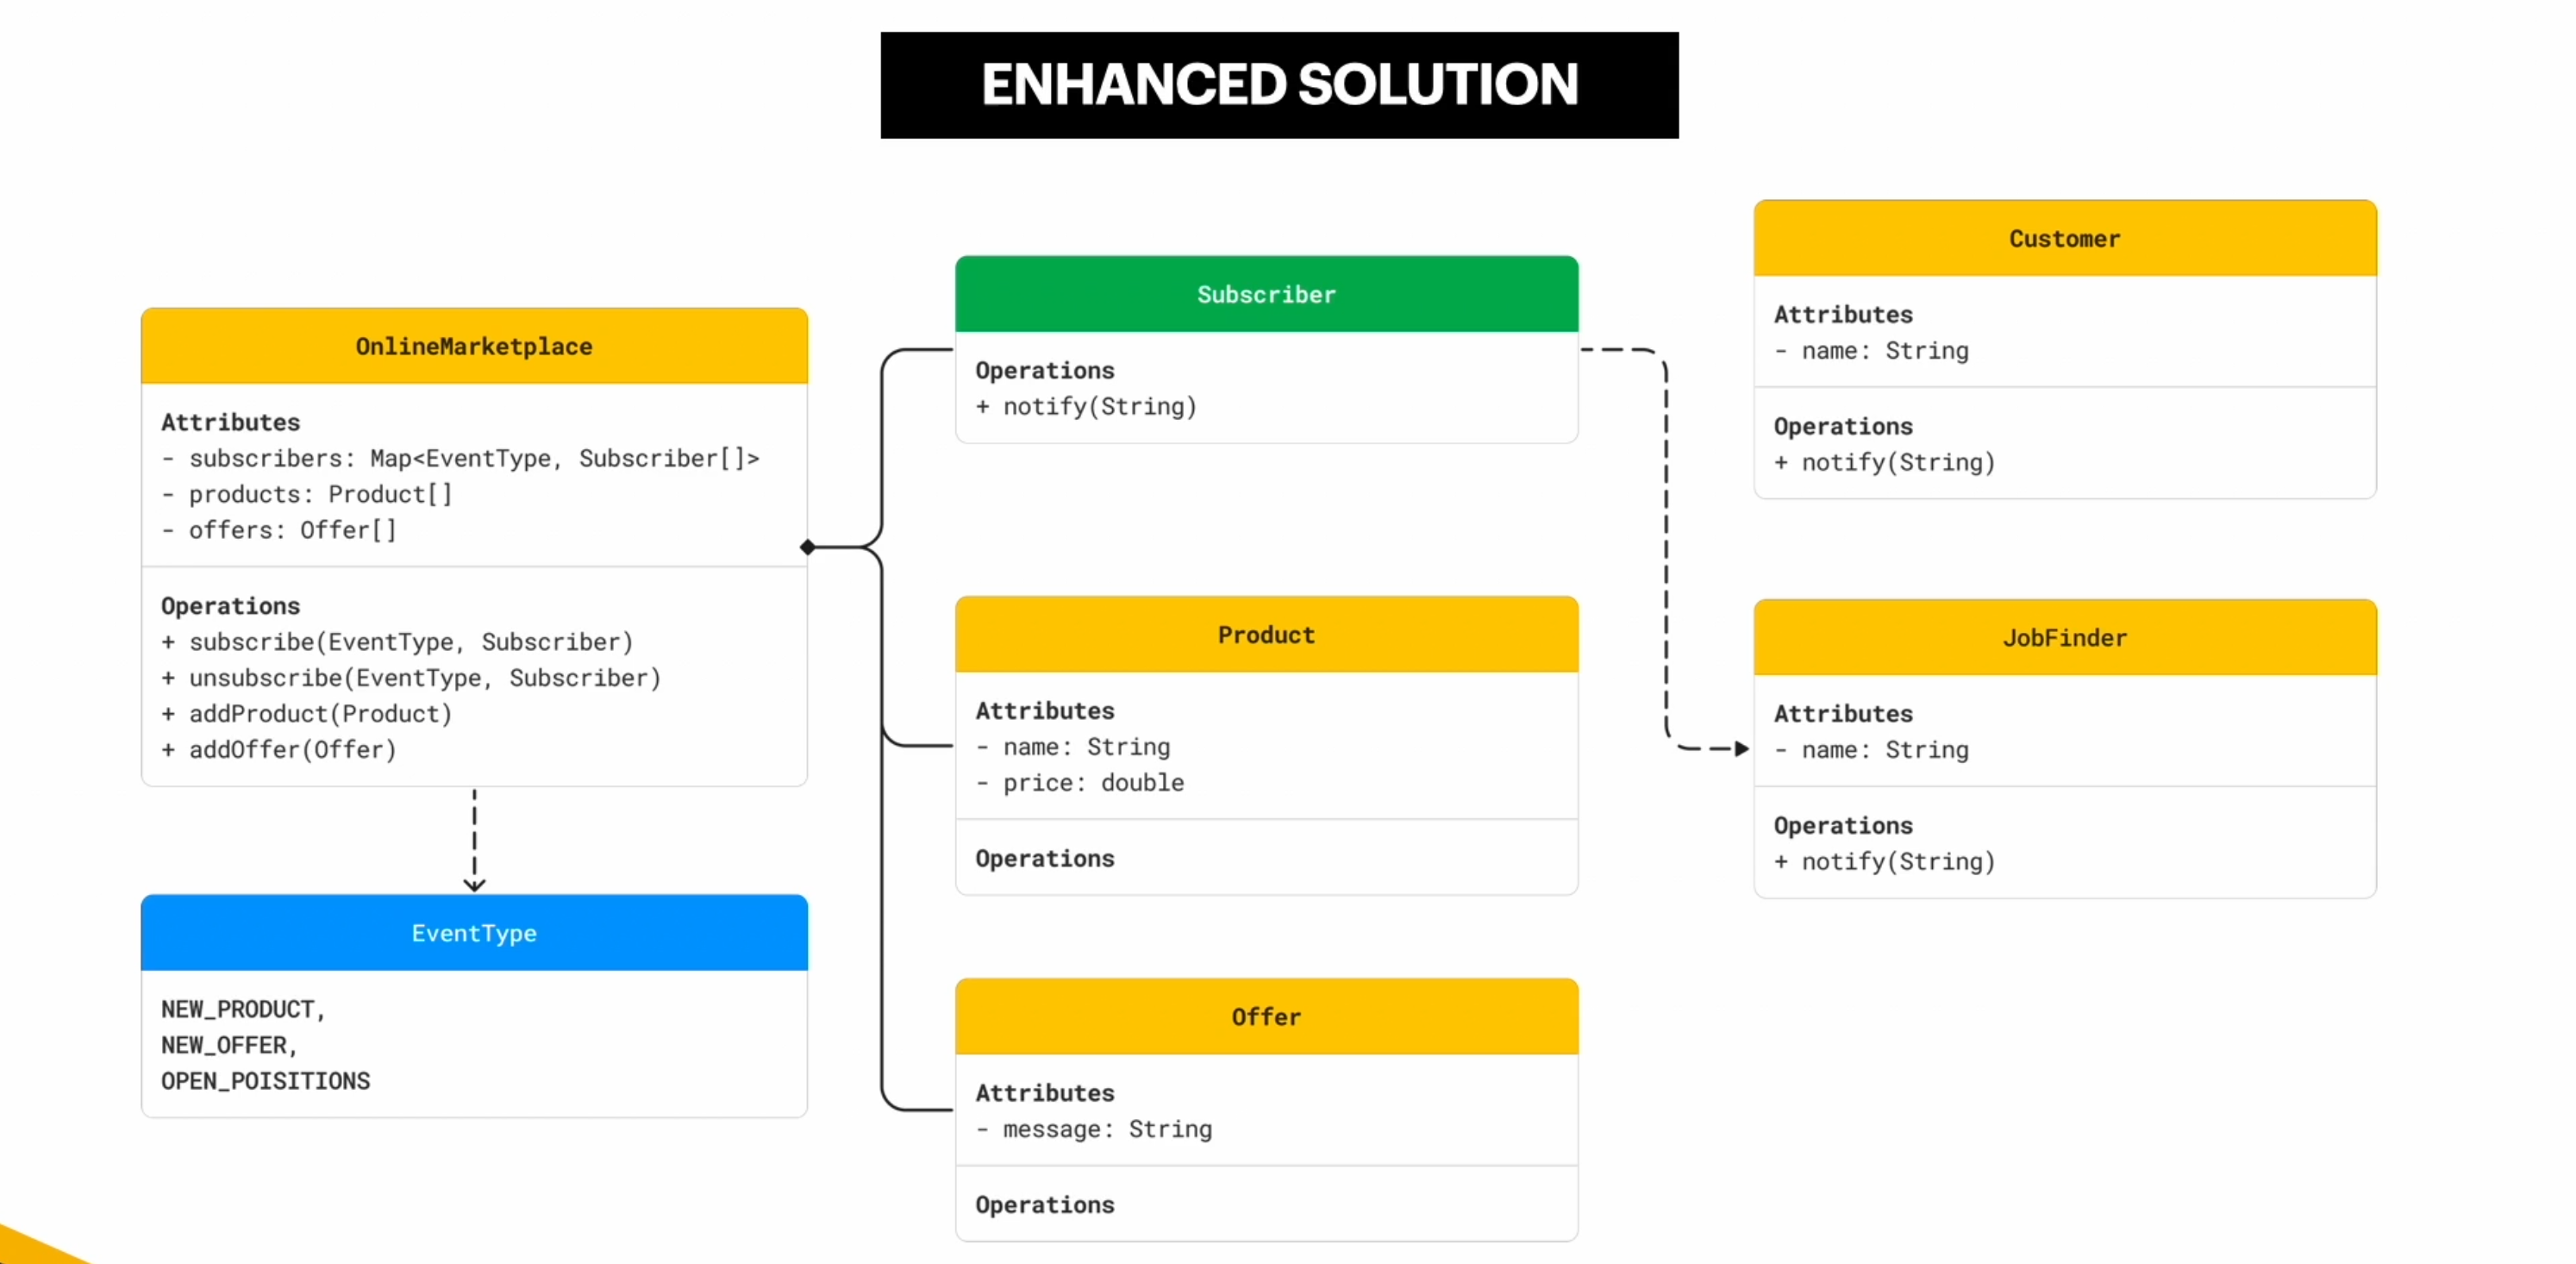 ENHANCED SOLUTION
OnlineMarketplace
Attributes
- subscribers: Map<EventType, Subscriber[]>
- products: Product[]
- offers: Offer[]
Operations
+ subscribe(EventType, Subscriber)
+ unsubscribe(EventType, Subscriber)
+ addProduct(Product)
+ addOffer(Offer)
EventType
NEW_PRODUCT,
NEW_OFFER,
OPEN_POISITIONS
Subscriber
Operations
+ notify(String)
Product
Attributes
- name: String
- price: double
Operations
Offer
Attributes
- message: String
Operations
Customer
Attributes
- name: String
Operations
+ notify(String)
JobFinder
Attributes
- name: String
Operations
+ notify(String)